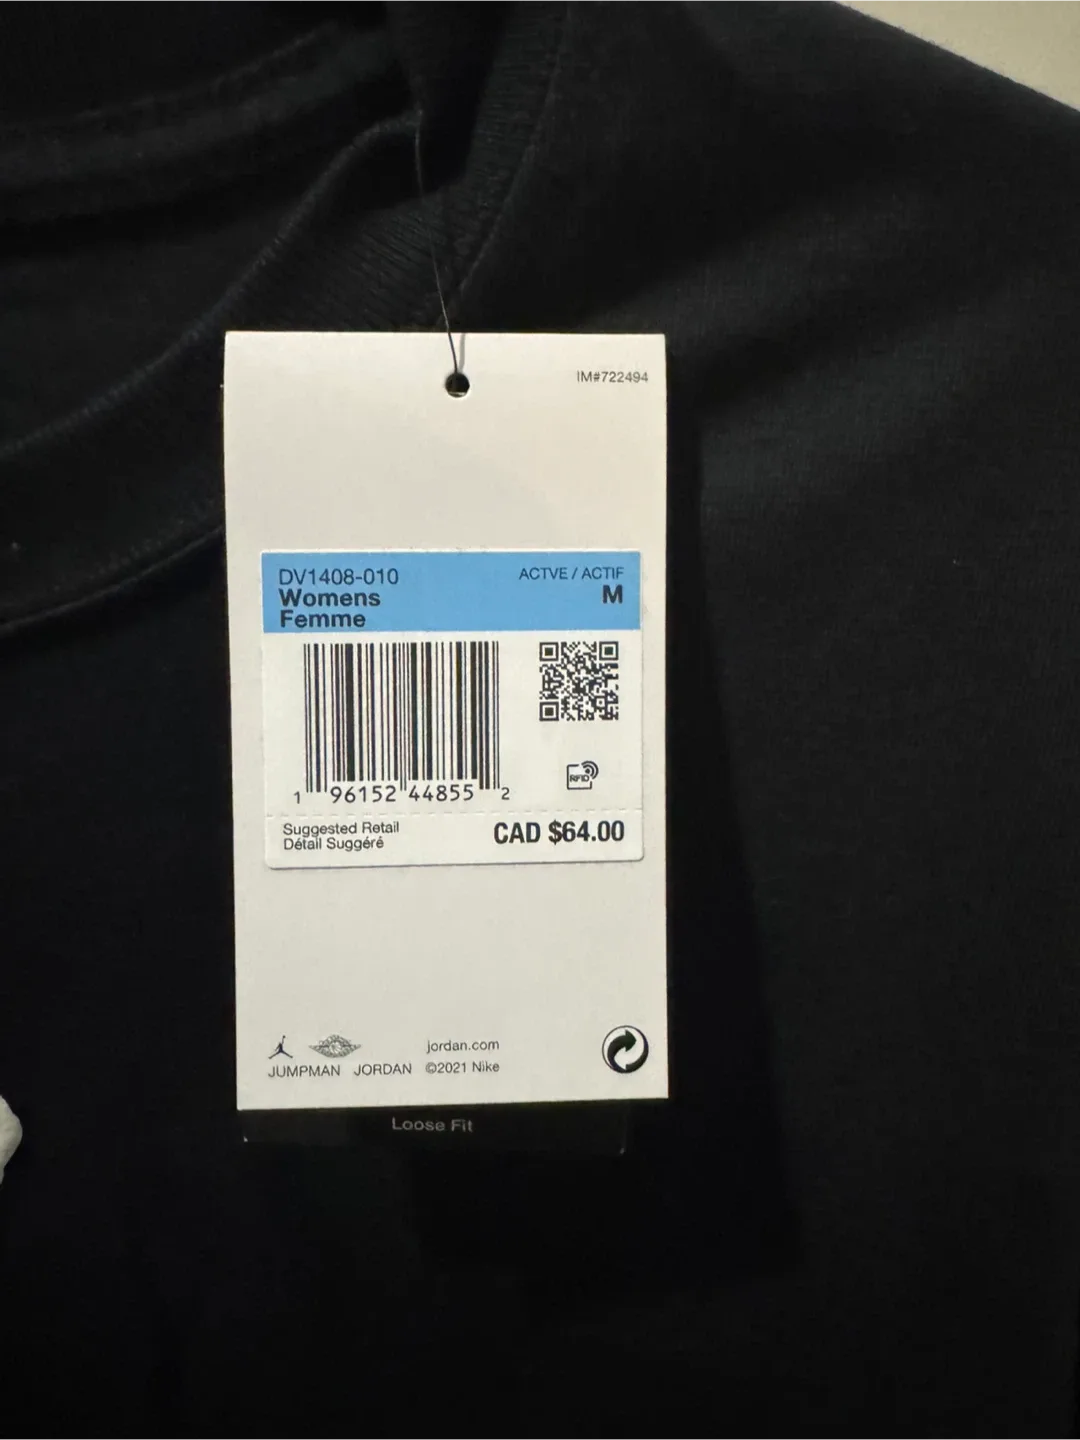 IM#722494
DV1408-010
ACTVE / ACTIF
Womens
M
Femme
RFID
1 96152 44855 2
Suggested Retail
Détail Suggéré
CAD $64.00
jordan.com
JUMPMAN JORDAN ©2021 Nike
Loose Fit